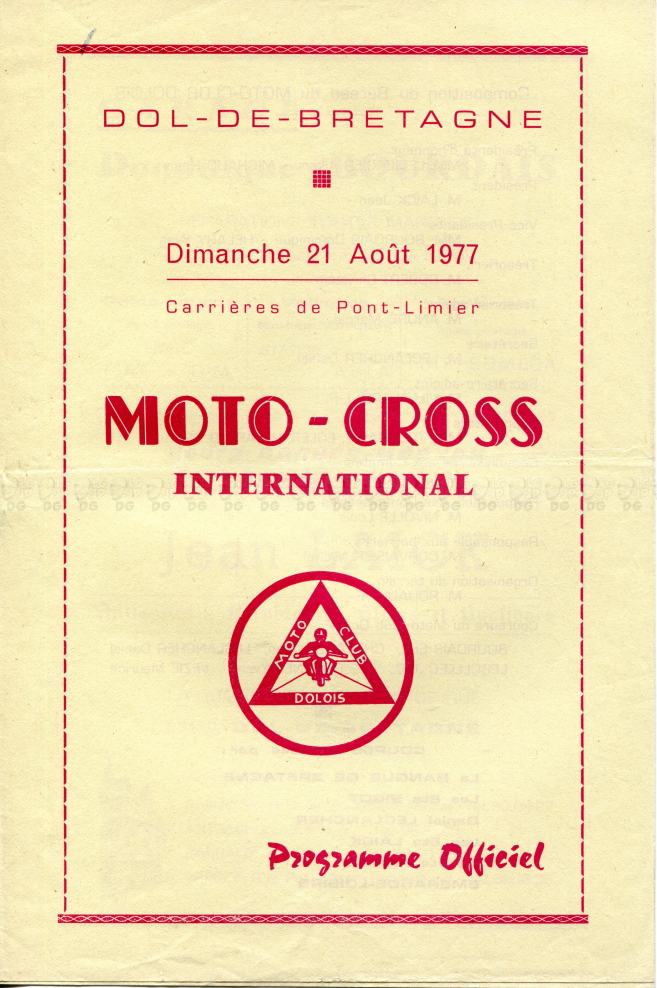 DOL-DE-BRETAGNE
Dimanche 21 Août 1977
Carrières de Pont-Limier
MOTO-CROSS
INTERNATIONAL
MOTO CLUB
DOLOIS
Programme Officiel